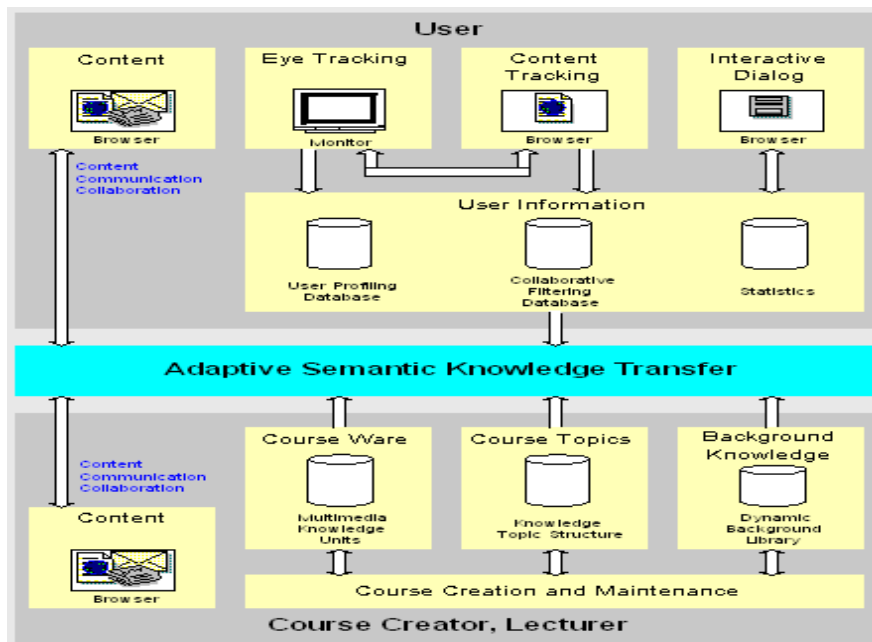 User
Content
Browser
Eye Tracking
Monitor
Content
Tracking
Browser
Interactive
Dialog
Browser
Content
Communication
Collaboration
User Information
User Profiling
Database
Collaborative
Filtering
Database
Statistics
Adaptive Semantic Knowledge Transfer
Content
Communication
Collaboration
Content
Browser
Course Ware
Multimedia
Knowledge
Units
Course Topics
Knowledge
Topic Structure
Background
Knowledge
Dynamic
Background
Library
Course Creation and Maintenance
Course Creator, Lecturer